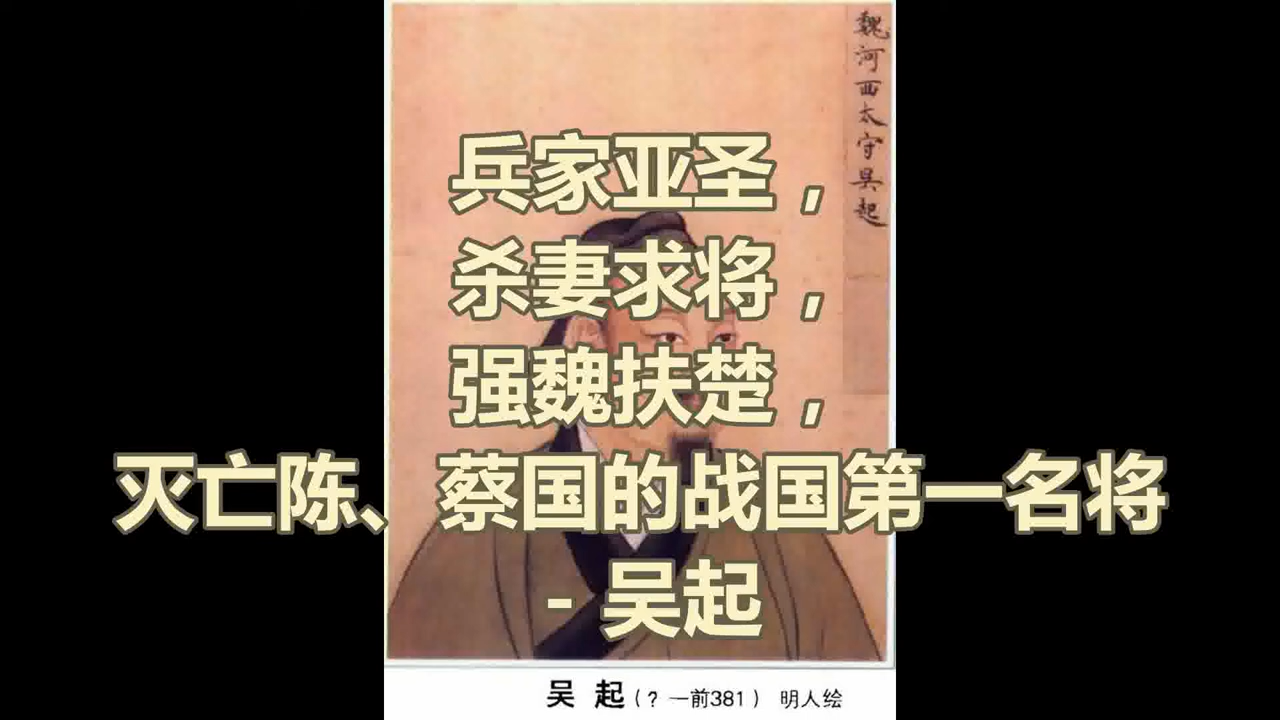 魏河西太守吴起
兵家亚圣，
杀妻求将，
强魏扶楚，
灭亡陈、蔡国的战国第一名将
- 吴起
吴 起（？—前381） 明人绘